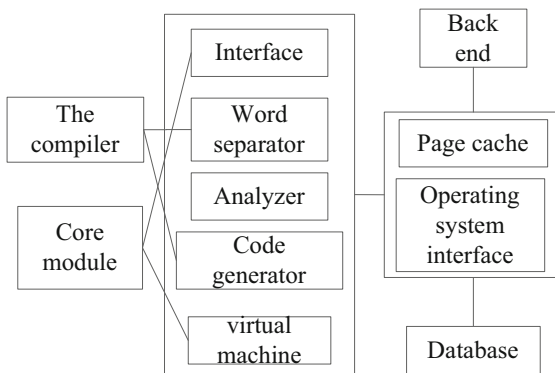 The
compiler
Core
module
Interface
Word
separator
Analyzer
Code
generator
virtual
machine
Back
end
Page cache
Operating
system
interface
Database